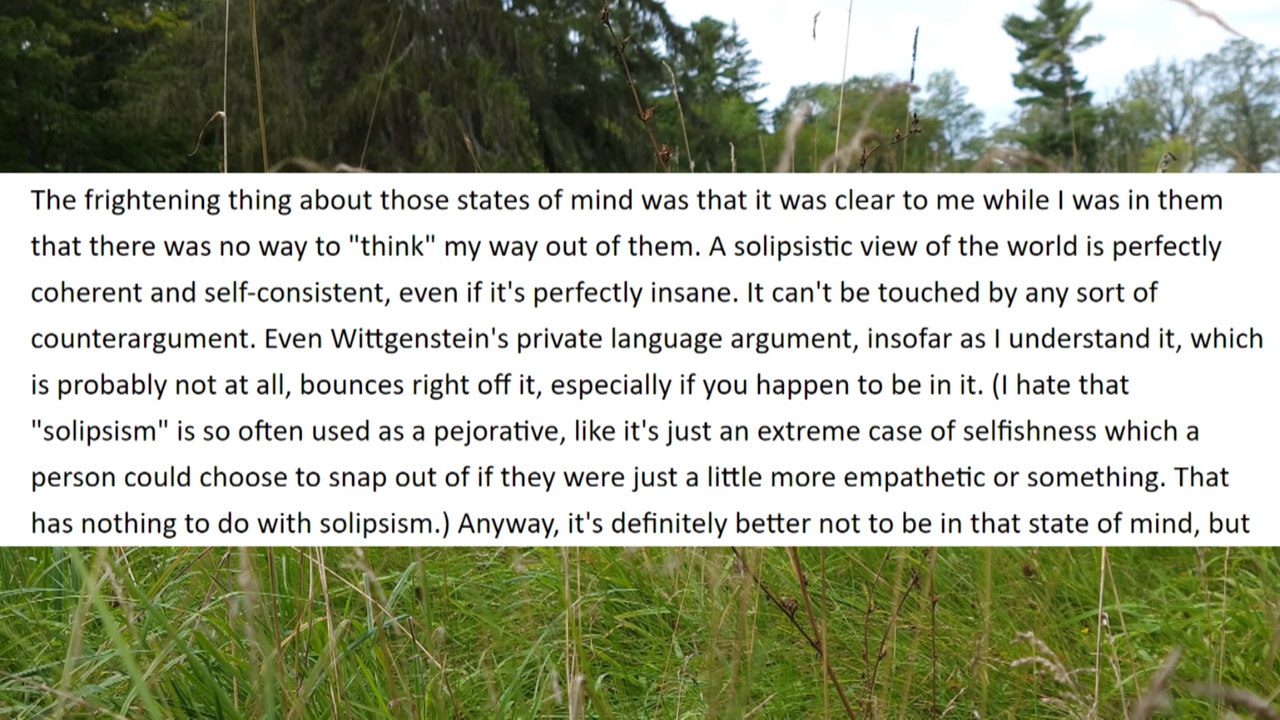 The frightening thing about those states of mind was that it was clear to me while I was in them
that there was no way to "think" my way out of them. A solipsistic view of the world is perfectly
coherent and self-consistent, even if it's perfectly insane. It can't be touched by any sort of
counterargument. Even Wittgenstein's private language argument, insofar as I understand it, which
is probably not at all, bounces right off it, especially if you happen to be in it. (I hate that
"solipsism" is so often used as a pejorative, like it's just an extreme case of selfishness which a
person could choose to snap out of if they were just a little more empathetic or something. That
has nothing to do with solipsism.) Anyway, it's definitely better not to be in that state of mind, but